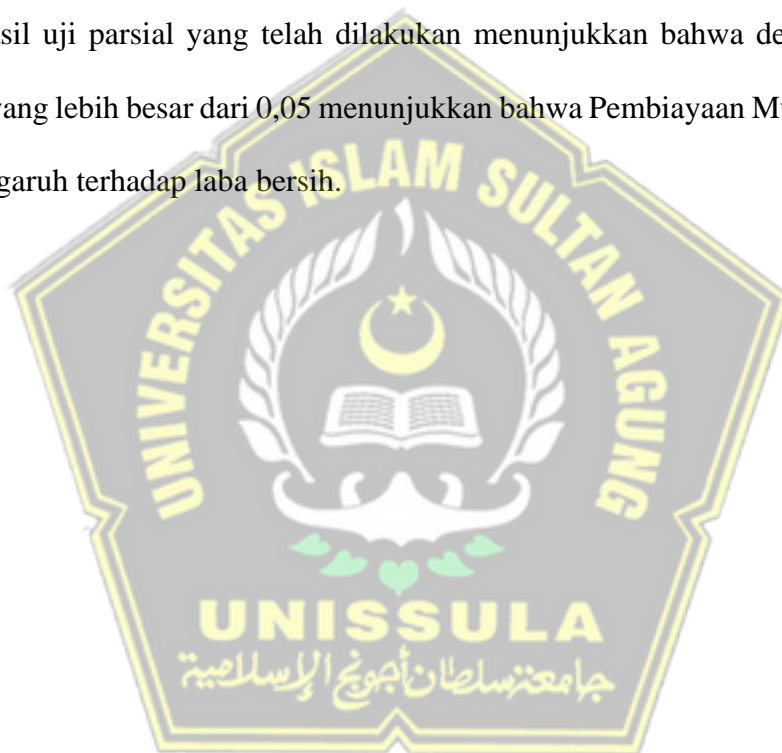 asil uji parsial yang telah dilakukan menunjukkan bahwa de
yang lebih besar dari 0,05 menunjukkan bahwa Pembiayaan M
garuh terhadap laba bersih.
UNIVERSITAS ISLAM SULTAN AGUNG
UNISSULA
جامعة سلطان أجونج الإسلامية